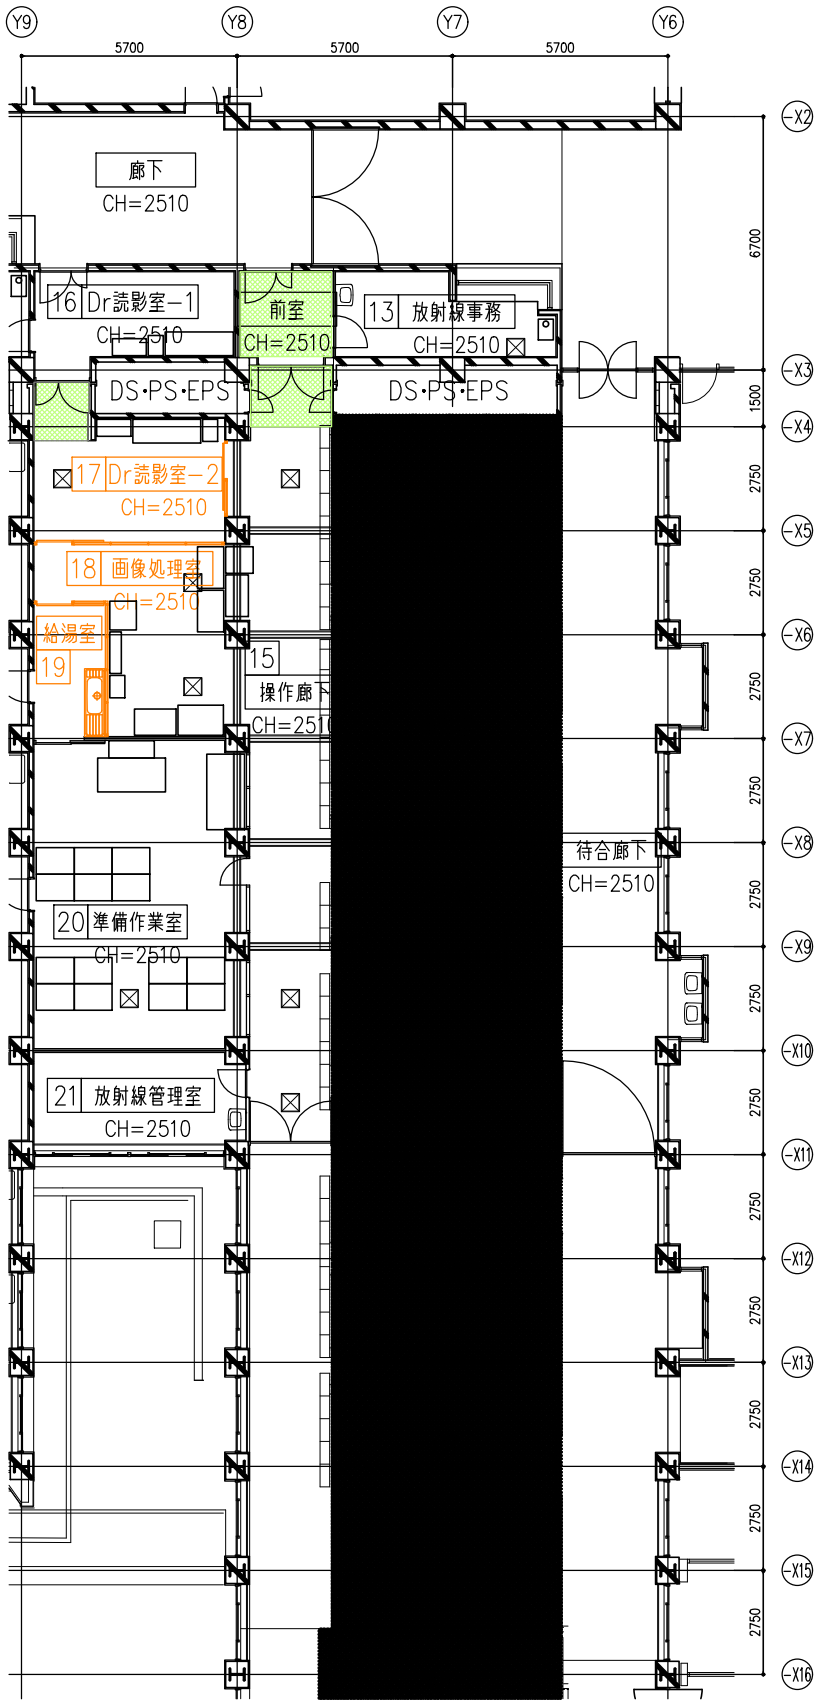 Y9 Y8 Y7 Y6
5700 5700 5700
-X2
廊下
CH=2510
6700
16 Dr読影室-1
CH=2510
前室
CH=2510
13 放射線事務
CH=2510
-X3
DS・PS・EPS
DS・PS・EPS
1500
-X4
17 Dr読影室-2
CH=2510
2750
-X5
18 画像処理室
CH=2510
2750
給湯室
19
-X6
15
操作廊下
CH=2510
2750
-X7
2750
-X8
待合廊下
CH=2510
2750
20 準備作業室
CH=2510
-X9
2750
-X10
21 放射線管理室
CH=2510
2750
-X11
2750
-X12
2750
-X13
2750
-X14
2750
-X15
2750
-X16